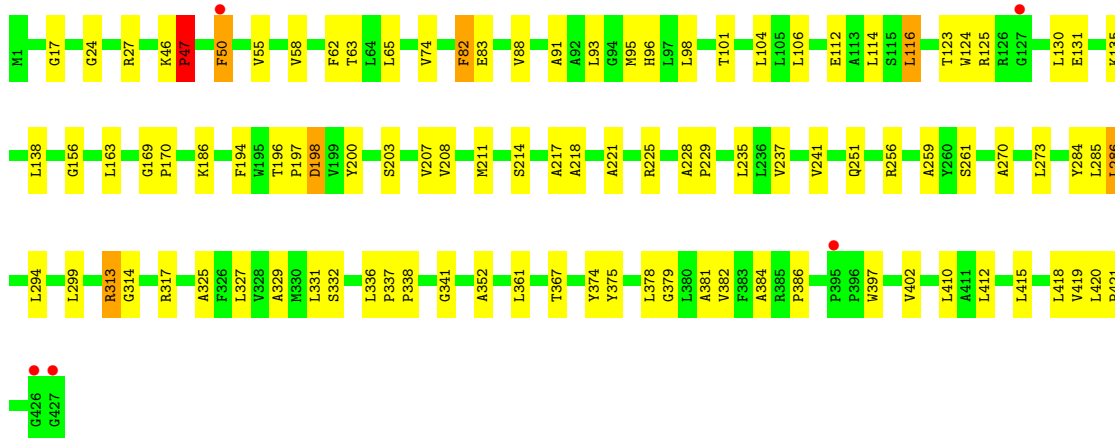 M1 G17 G24 R27 K46 P47 F50 V55 V58 F62 T63 L64 L65 V74 F82 E83 V88 A91 A92 L93 G94 M95 H96 L97 L98 T101 L104 L105 L106 E112 A113 L114 S115 L116 T123 W124 R125 R126 G127 L130 E131 K135
L138 G156 L163 G169 P170 K186 F194 W195 T196 P197 D198 V199 Y200 S203 V207 V208 M211 S214 A217 A218 A221 R225 A228 P229 L235 L236 V237 V241 Q251 R256 A259 Y260 S261 A270 L273 Y284 L285 L286
L294 L299 R313 G314 R317 A325 F326 L327 V328 A329 M330 L331 S332 L336 P337 P338 G341 A352 L361 T367 Y374 Y375 L378 G379 L380 A381 V382 F383 A384 R385 P386 P395 P396 W397 V402 L410 A411 L412 L415 L418 V419 L420
G426 G427